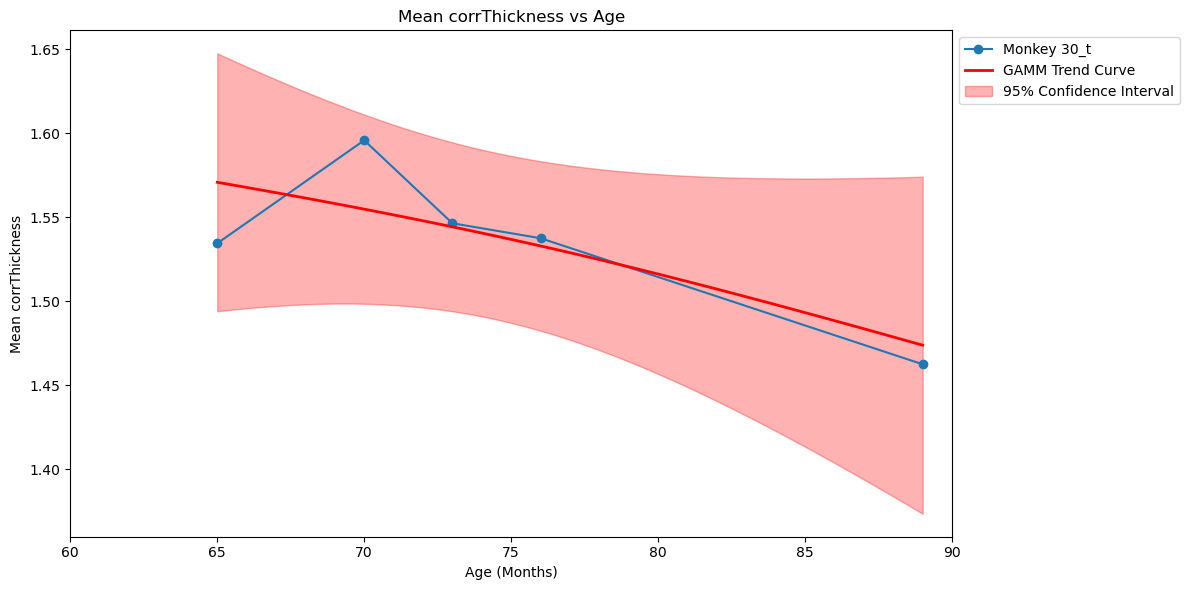 Mean corrThickness vs Age
Monkey 30_t
GAMM Trend Curve
95% Confidence Interval
Mean corrThickness
1.65
1.60
1.55
1.50
1.45
1.40
60 65 70 75 80 85 90
Age (Months)